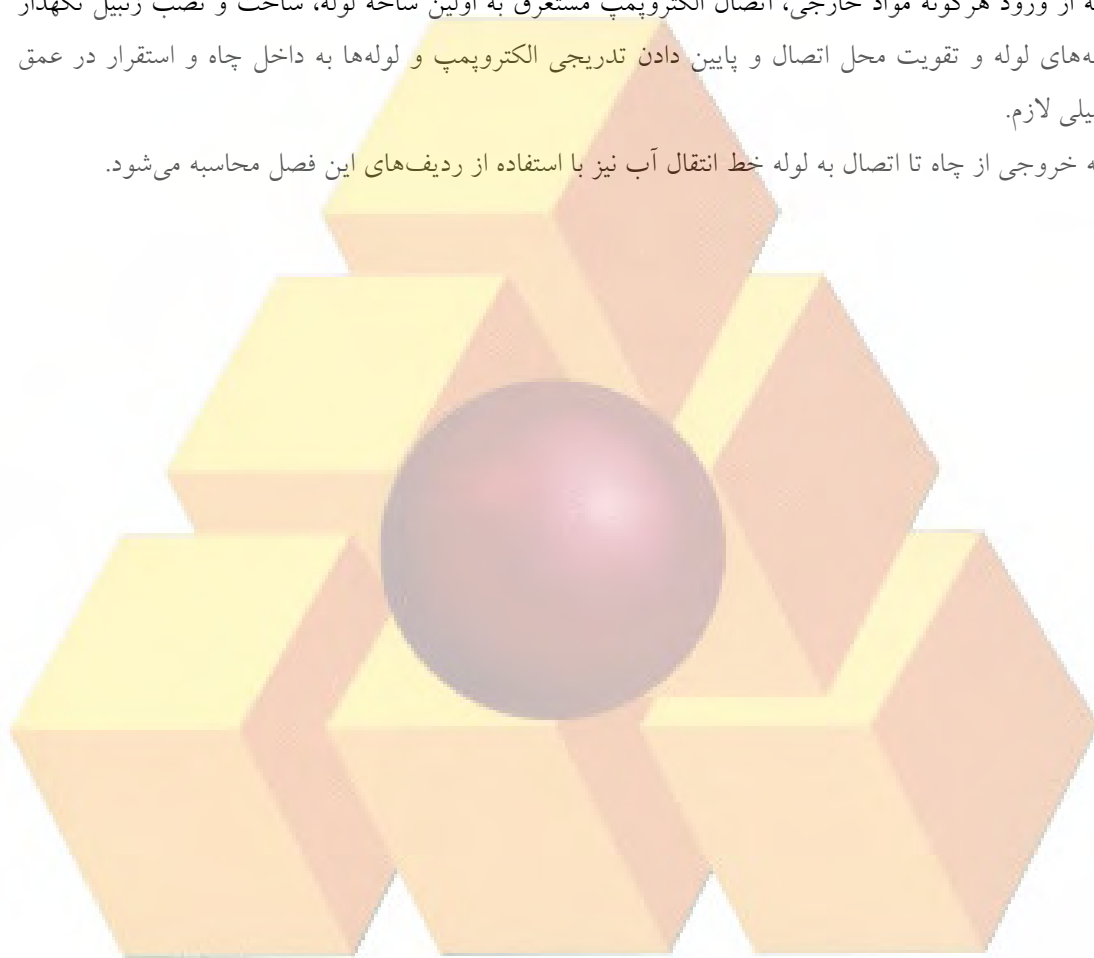 از ورود هرگونه مواد خارجی، اتصال الکتروپمپ مستغرق به اولین شاخه لوله، ساخت و نصب زنبیل نگهدار
لوله و تقویت محل اتصال و پایین دادن تدریجی الکتروپمپ و لوله‌ها به داخل چاه و استقرار در عمق
لازم.
خروجی از چاه تا اتصال به لوله خط انتقال آب نیز با استفاده از ردیف‌های این فصل محاسبه می‌شود.